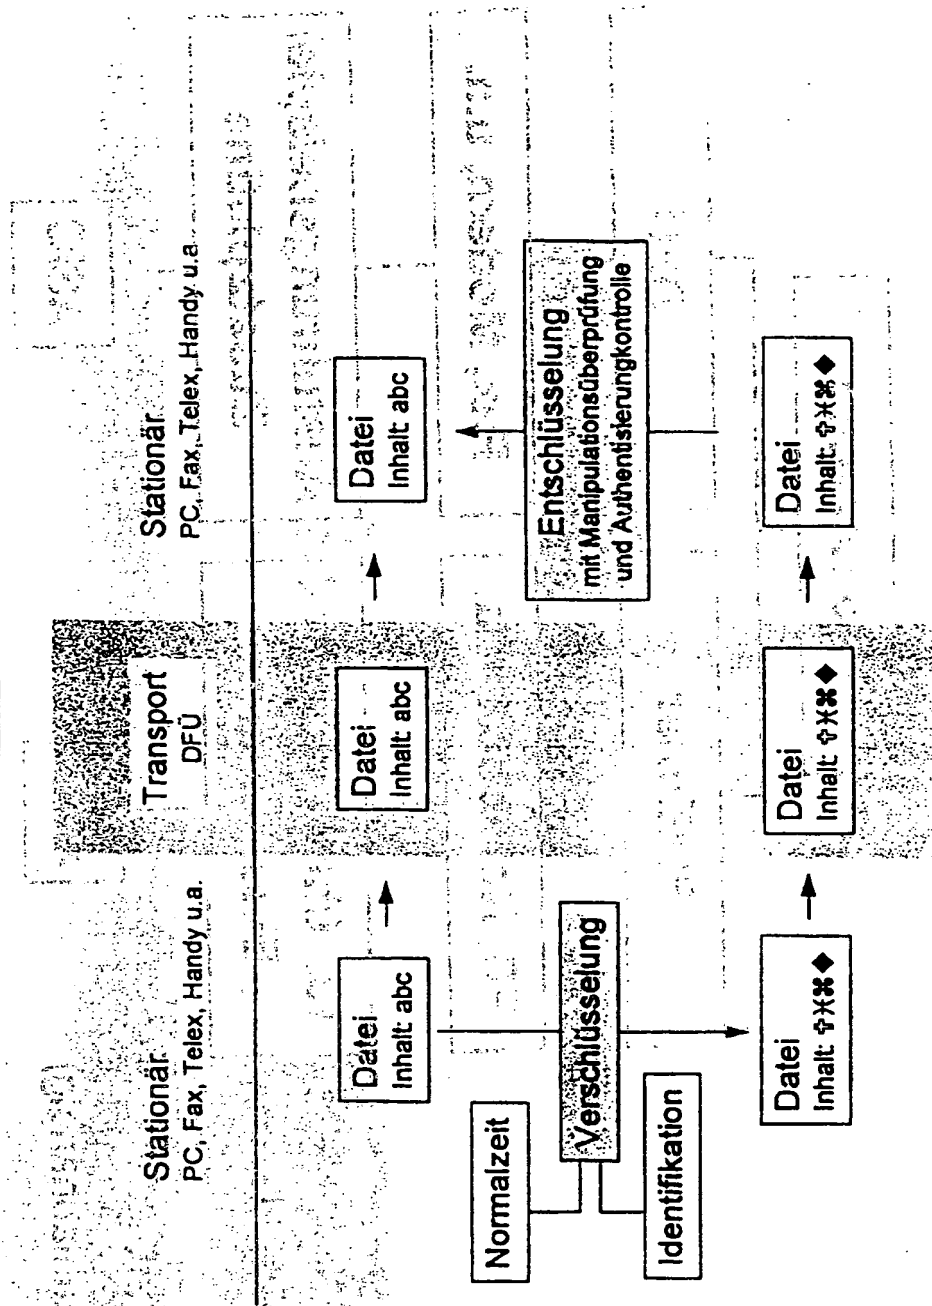 Stationär
PC, Fax, Telex, Handy u.a.
Transport
DFÜ
Stationär
PC, Fax, Telex, Handy u.a.
Datei
Inhalt abc
Datei
Inhalt abc
Datei
Inhalt abc
Normalzeit
Identifikation
Verschlüsselung
Entschlüsselung
mit Manipulationsüberprüfung
und Authentisierungkontrolle
Datei
Inhalt:
Datei
Inhalt:
Datei
Inhalt: